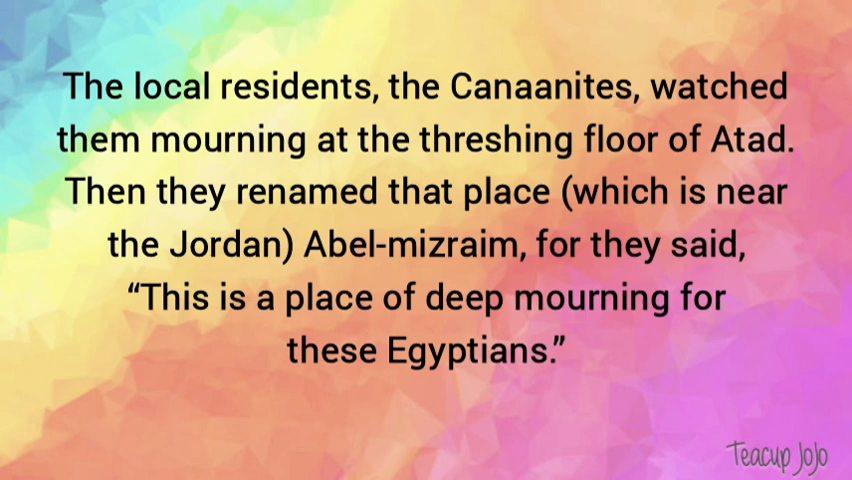 The local residents, the Canaanites, watched
them mourning at the threshing floor of Atad.
Then they renamed that place (which is near
the Jordan) Abel-mizraim, for they said,
“This is a place of deep mourning for
these Egyptians.”
Teacup JoJo